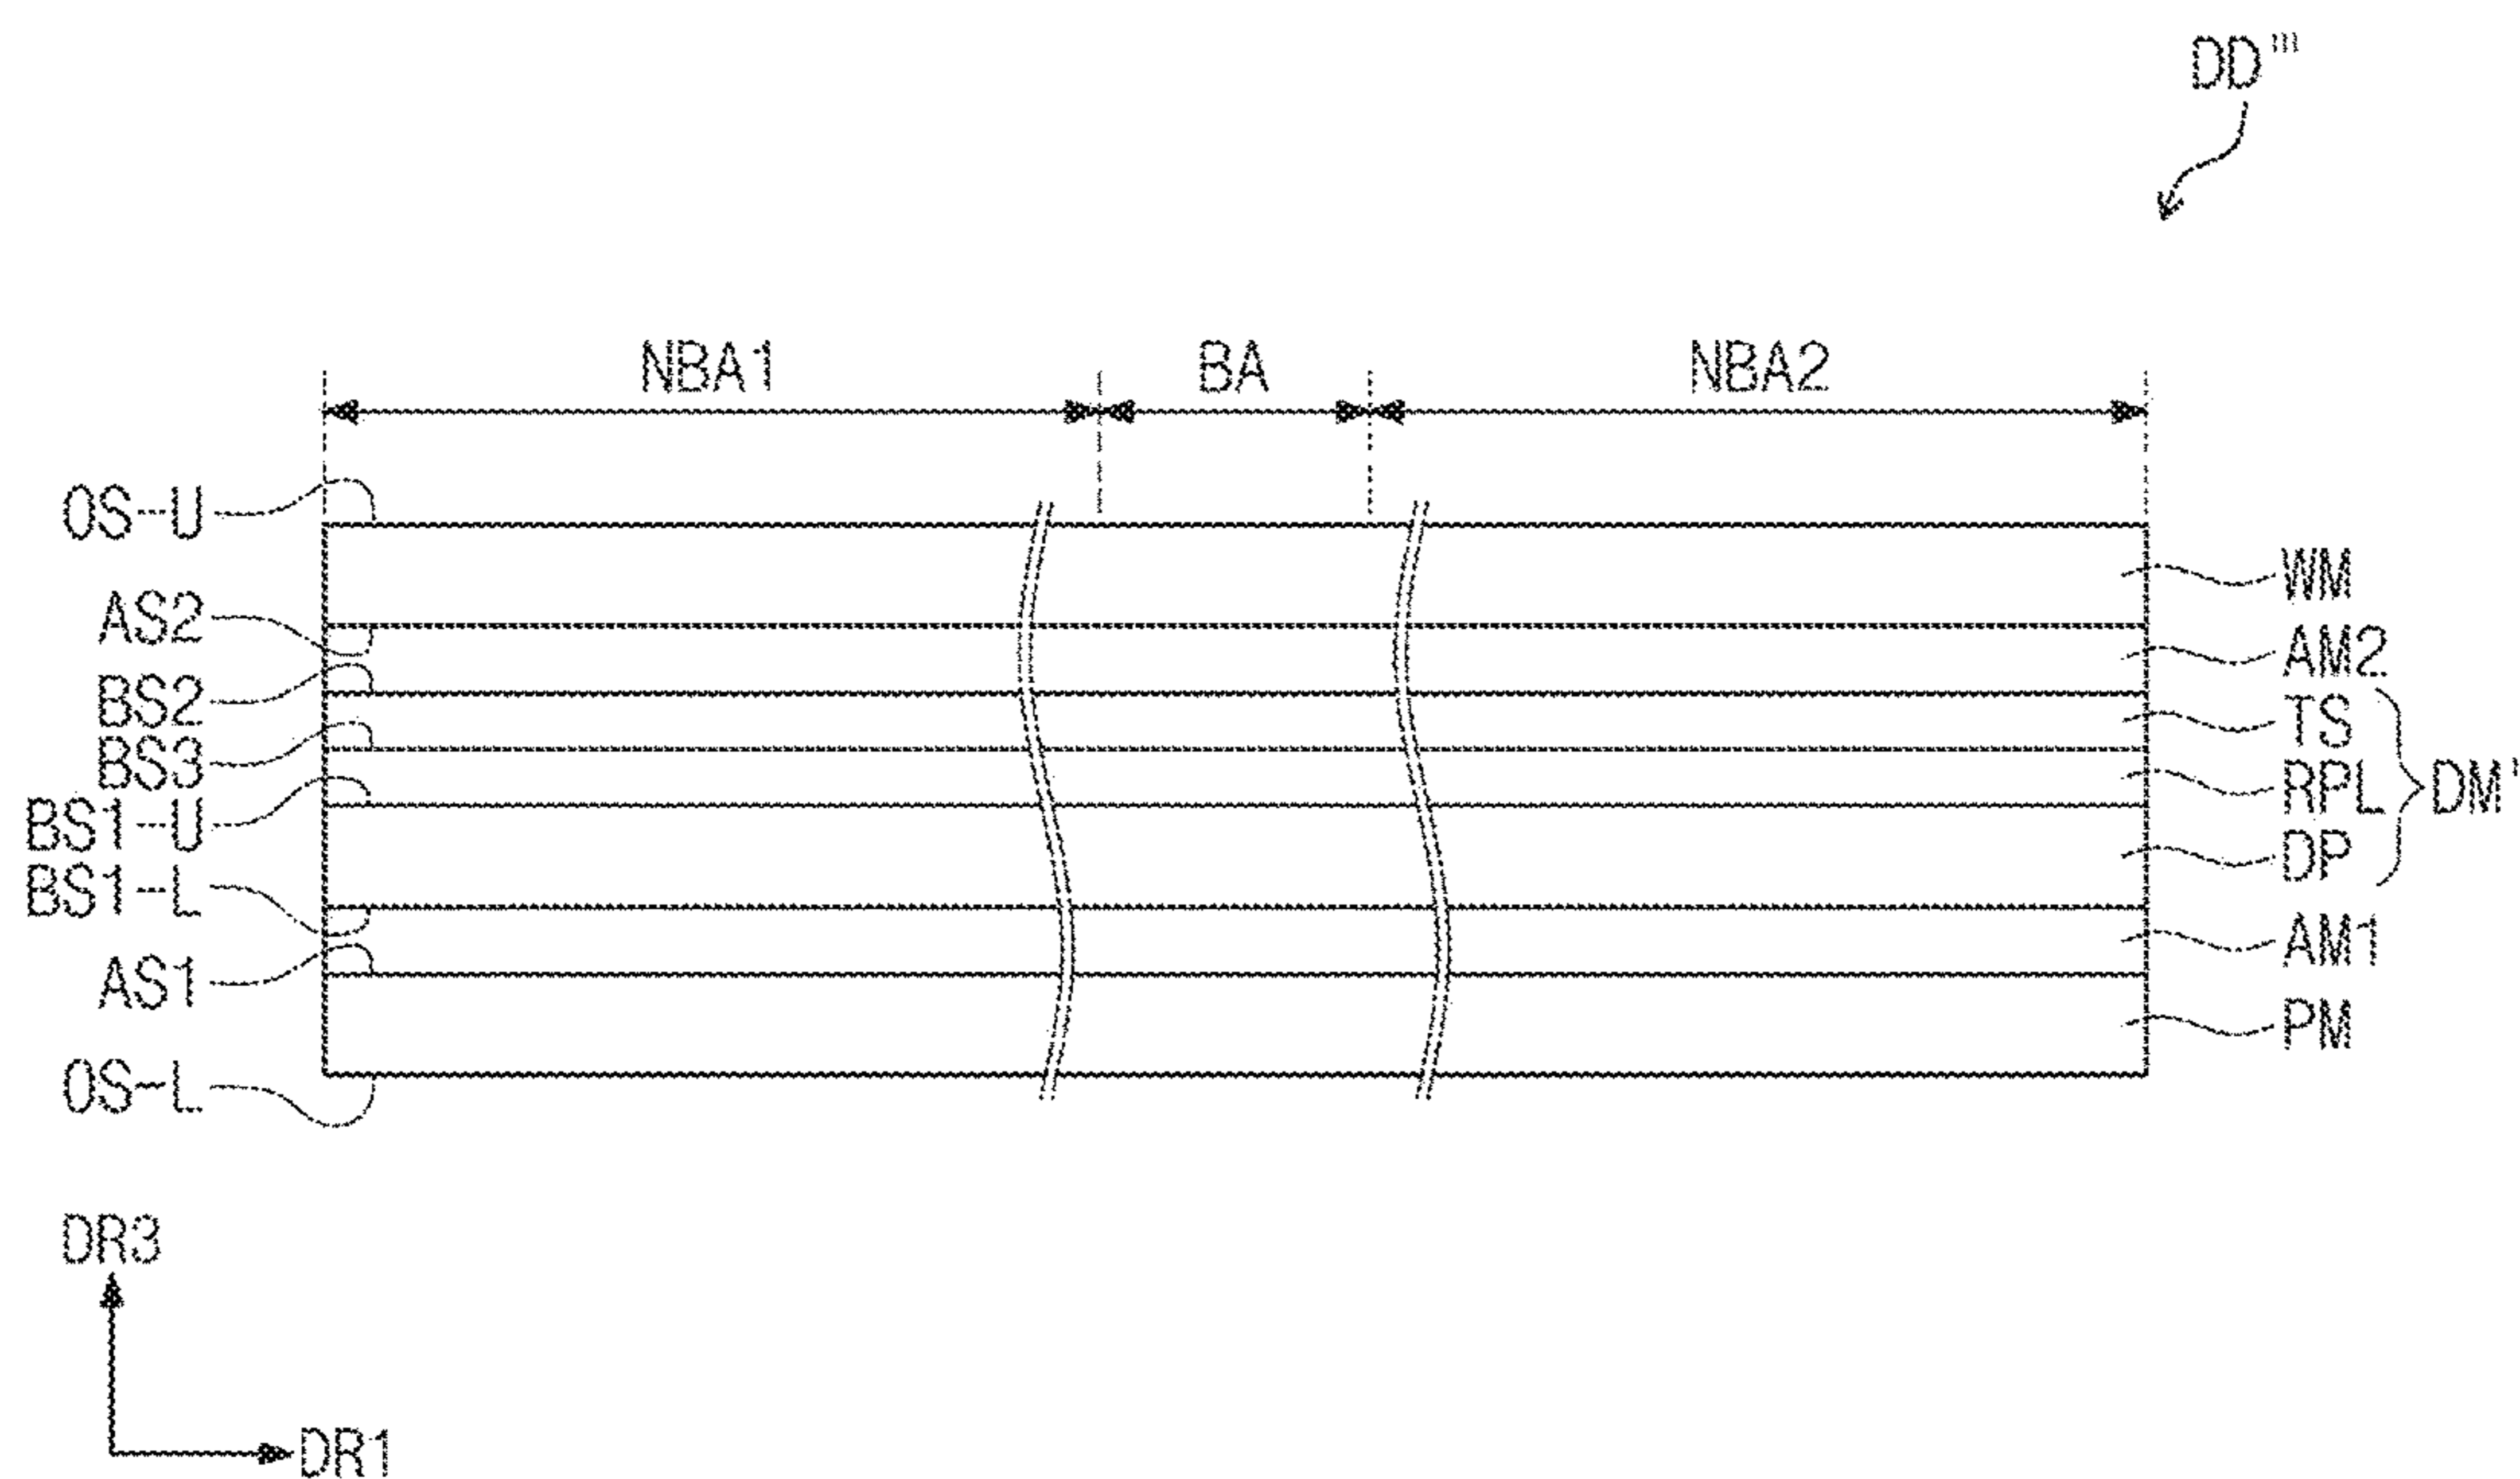 DD'''
NBA1
BA
NBA2
OS-U
AS2
BS2
BS3
BS1-U
BS1-L
AS1
OS-L
WM
AM2
TS
RPL
DP
DM'
AM1
PM
DR3
DR1